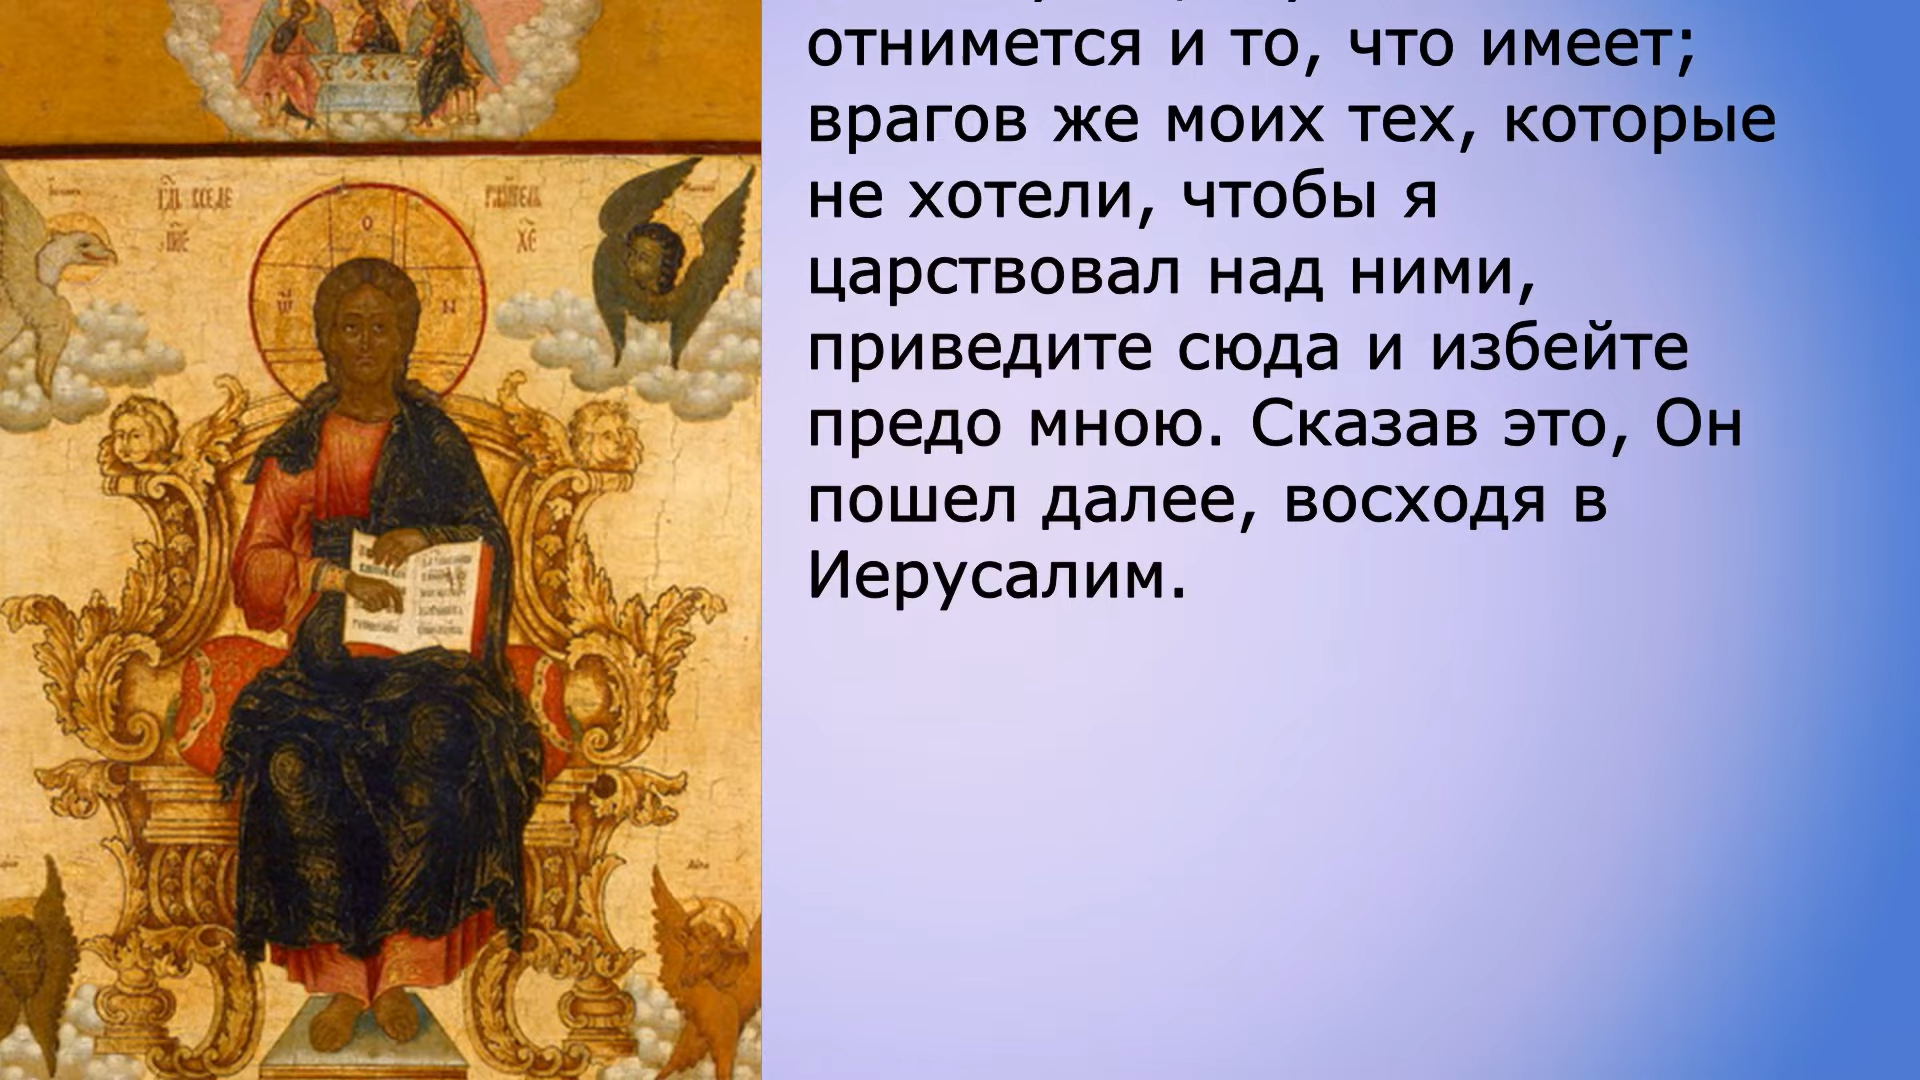 отнимется и то, что имеет;
врагов же моих тех, которые
не хотели, чтобы я
царствовал над ними,
приведите сюда и избейте
предо мною. Сказав это, Он
пошел далее, восходя в
Иерусалим.